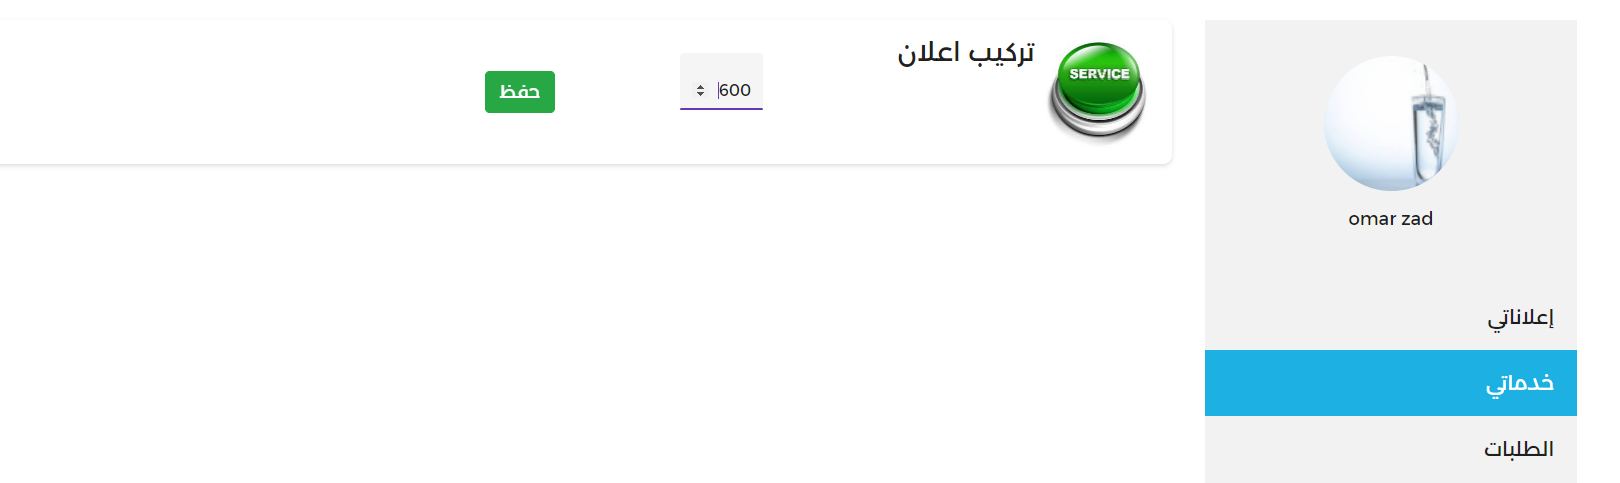 omar zad
إعلاناتي
خدماتي
الطلبات
SERVICE
تركيب اعلان
600
حفظ